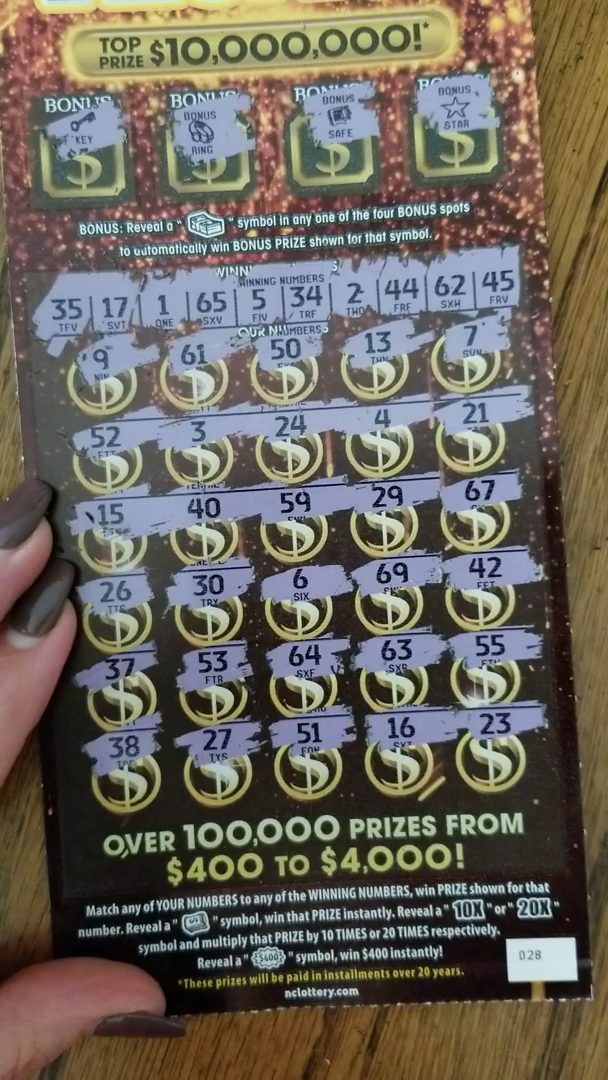 TOP PRIZE $10,000,000!*
BONUS BONUS BONUS BONUS
KEY
BONUS RING
BONUS SAFE
BONUS STAR
BONUS: Reveal a " " symbol in any one of the four BONUS spots
to automatically win BONUS PRIZE shown for that symbol.
WINNING NUMBERS
35 17 1 65 5 34 2 44 62 45
TFV SVT ONE SXV FIV TRF TWO FRF SXW FRV
OUR NUMBERS
9 61 50 13 7
NIN THN SVN
52 3 24 4 21
15 40 59 29 67
26 30 6 69 42
TTS TRY SIX
37 53 64 63 55
FTR SXF SXR
38 27 51 16 23
TYS SXT
OVER 100,000 PRIZES FROM
$400 TO $4,000!
Match any of YOUR NUMBERS to any of the WINNING NUMBERS, win PRIZE shown for that
number. Reveal a " " symbol, win that PRIZE instantly. Reveal a "10X" or "20X"
symbol and multiply that PRIZE by 10 TIMES or 20 TIMES respectively.
Reveal a "$400" symbol, win $400 instantly!
*These prizes will be paid in installments over 20 years.
nclottery.com
028